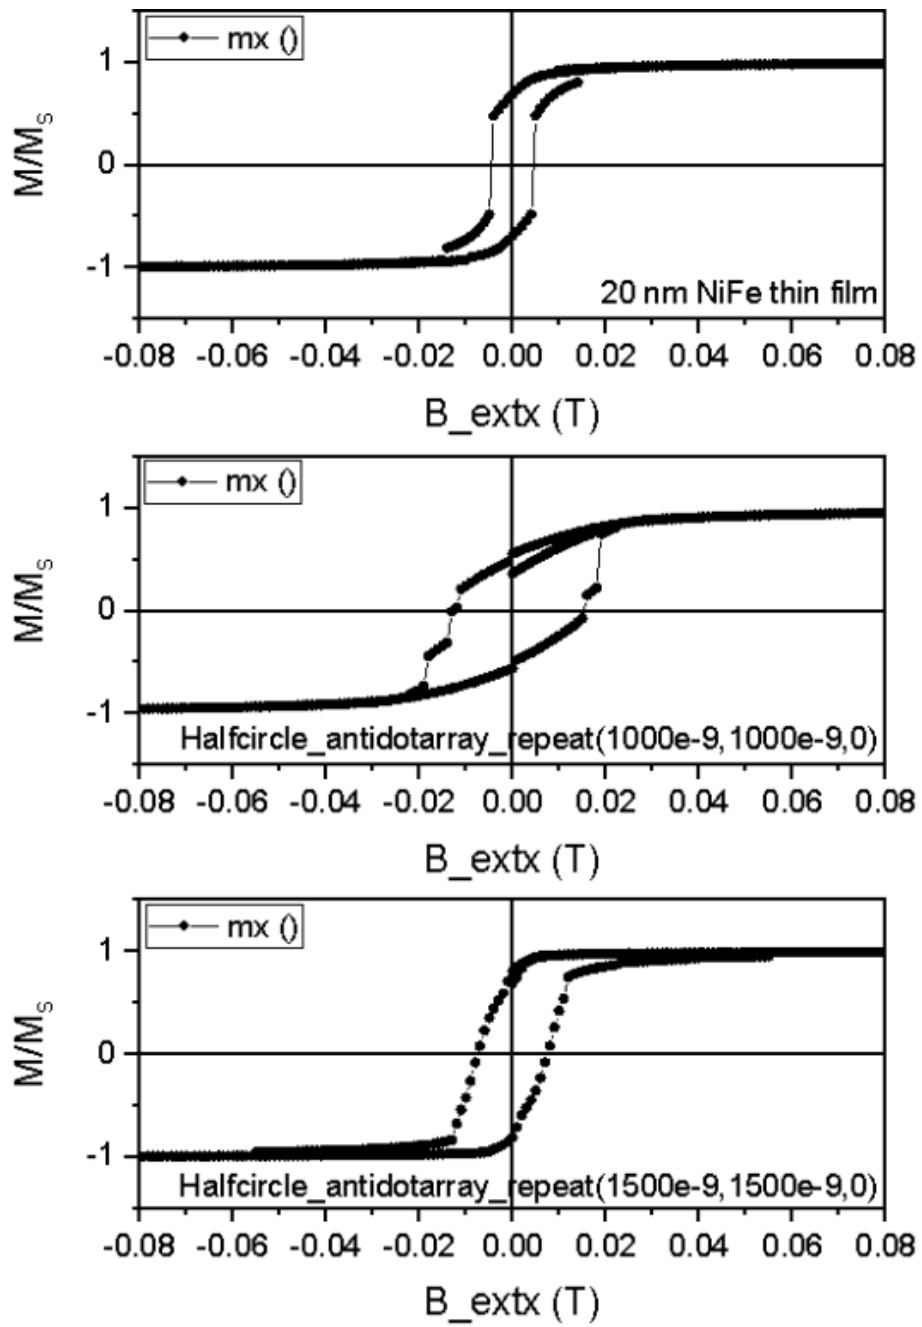 mx ()
1
0
-1
M/Ms
20 nm NiFe thin film
-0.08 -0.06 -0.04 -0.02 0.00 0.02 0.04 0.06 0.08
B_extx (T)
mx ()
1
0
-1
M/Ms
Halfcircle_antidotarray_repeat(1000e-9,1000e-9,0)
-0.08 -0.06 -0.04 -0.02 0.00 0.02 0.04 0.06 0.08
B_extx (T)
mx ()
1
0
-1
M/Ms
Halfcircle_antidotarray_repeat(1500e-9,1500e-9,0)
-0.08 -0.06 -0.04 -0.02 0.00 0.02 0.04 0.06 0.08
B_extx (T)